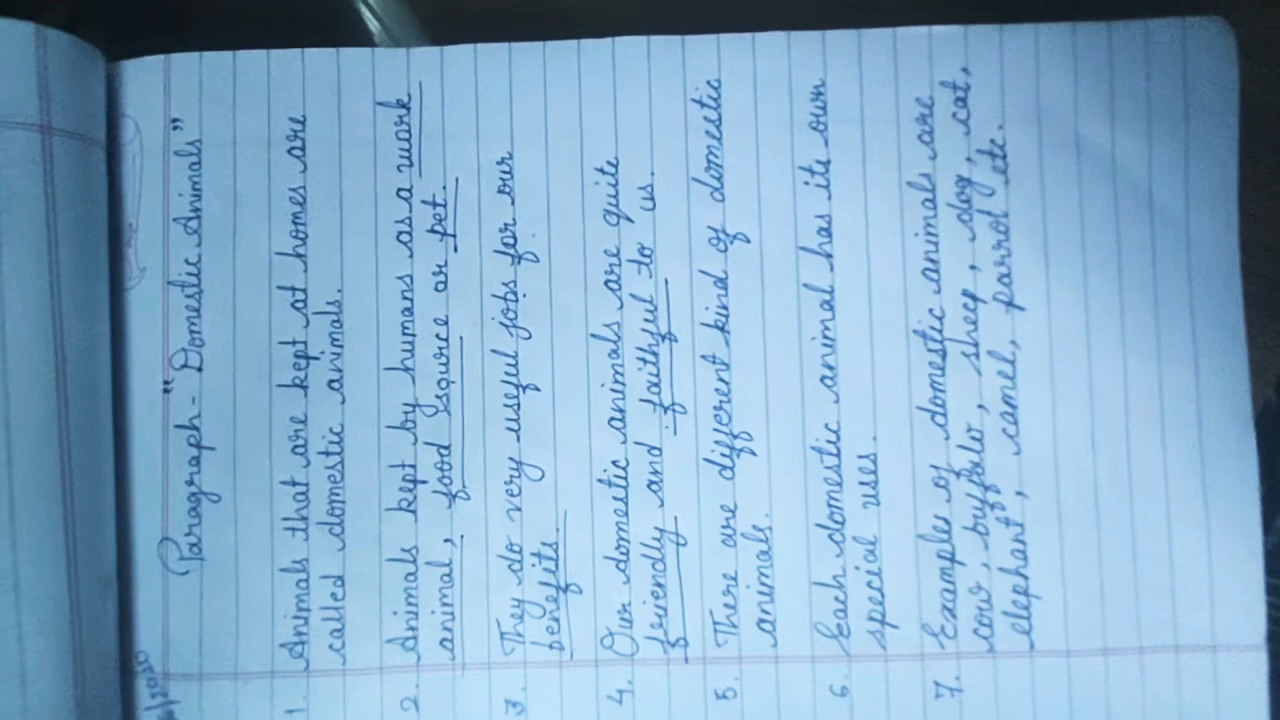 Paragraph - "Domestic Animals"
1. Animals that are kept at homes are
called domestic animals.
2. Animals kept by humans as a work
animal, food source or pet.
3. They do very useful jobs for our
benefits.
4. Our domestic animals are quite
friendly and faithful to us.
5. There are different kind of domestic
animals.
6. Each domestic animal has its own
special uses.
7. Examples of domestic animals are
cow, buffalo, sheep, dog, cat,
elephant, camel, parrot etc.